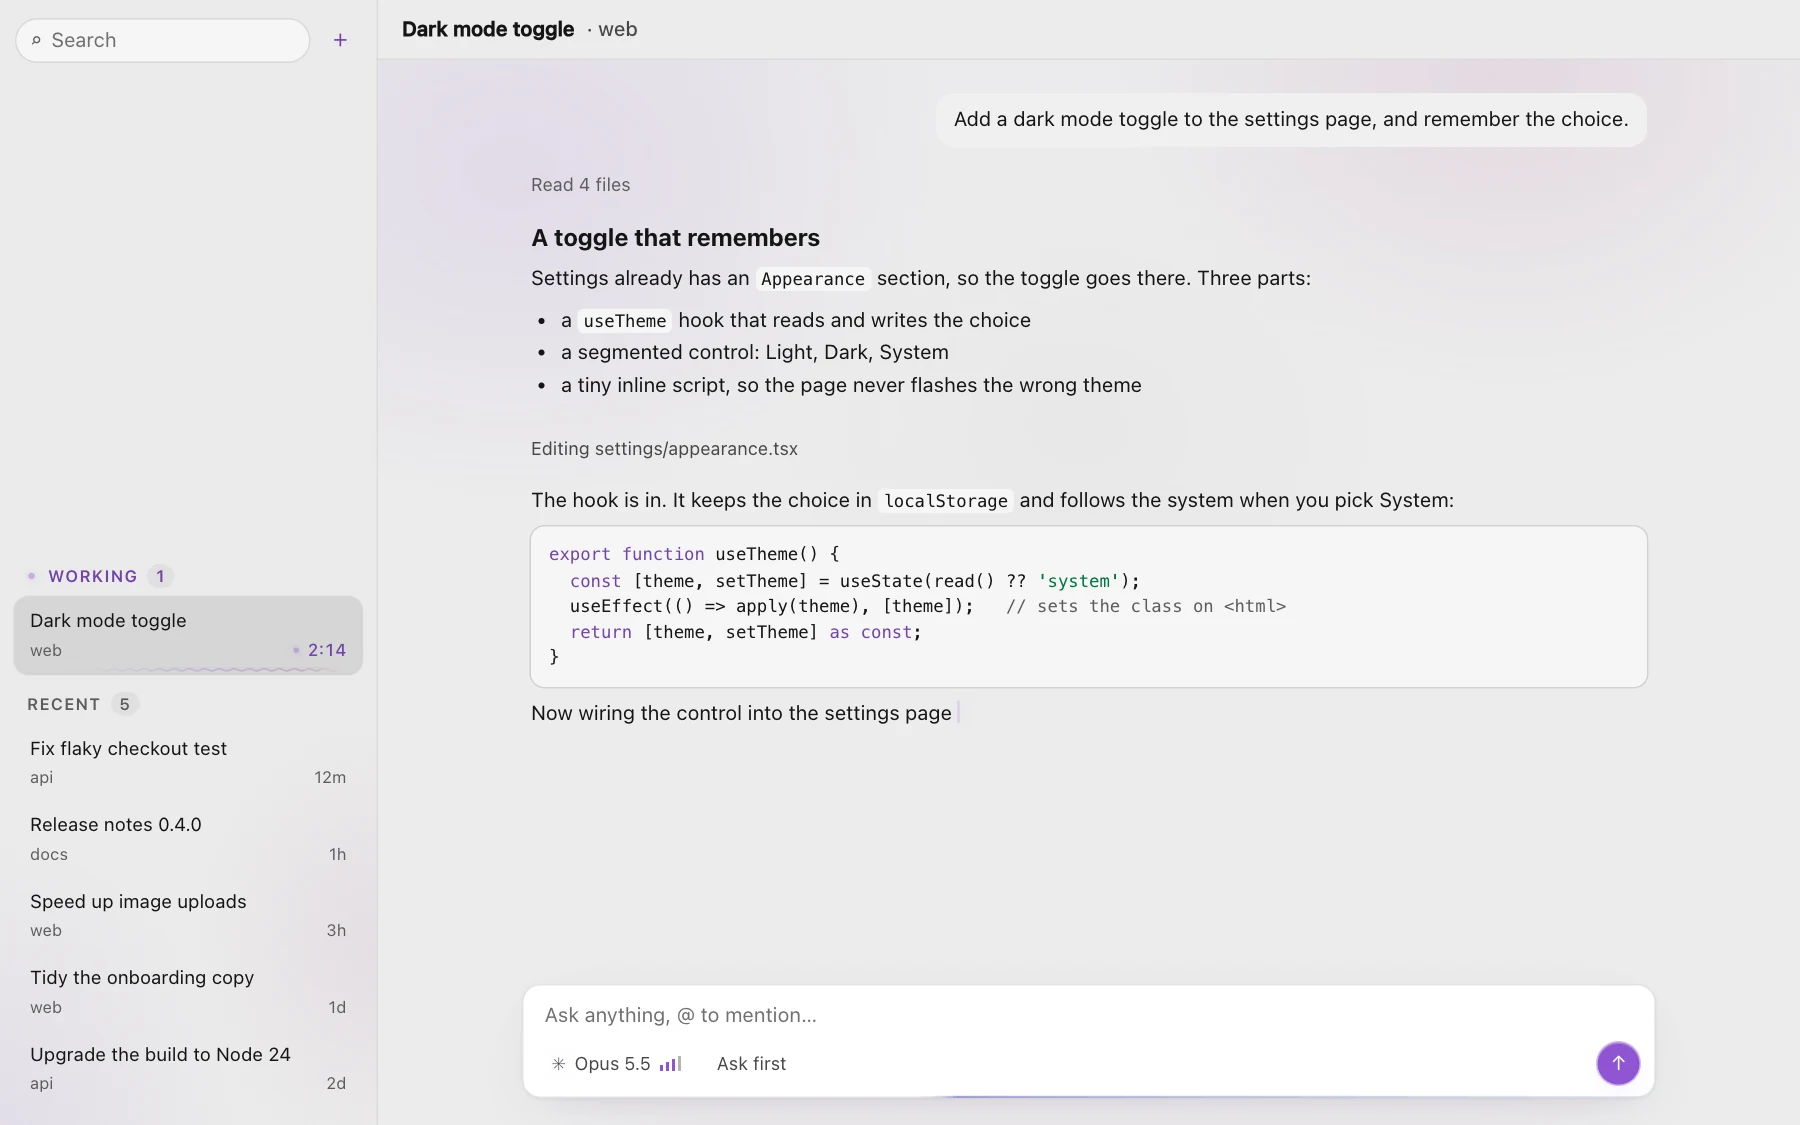 Search
+
Dark mode toggle · web
Add a dark mode toggle to the settings page, and remember the choice.
Read 4 files
A toggle that remembers
Settings already has an Appearance section, so the toggle goes there. Three parts:
• a useTheme hook that reads and writes the choice
• a segmented control: Light, Dark, System
• a tiny inline script, so the page never flashes the wrong theme
Editing settings/appearance.tsx
The hook is in. It keeps the choice in localStorage and follows the system when you pick System:
export function useTheme() {
  const [theme, setTheme] = useState(read() ?? 'system');
  useEffect(() => apply(theme), [theme]);   // sets the class on <html>
  return [theme, setTheme] as const;
}
Now wiring the control into the settings page
WORKING 1
Dark mode toggle
web 2:14
RECENT 5
Fix flaky checkout test
api 12m
Release notes 0.4.0
docs 1h
Speed up image uploads
web 3h
Tidy the onboarding copy
web 1d
Upgrade the build to Node 24
api 2d
Ask anything, @ to mention...
Opus 5.5 Ask first